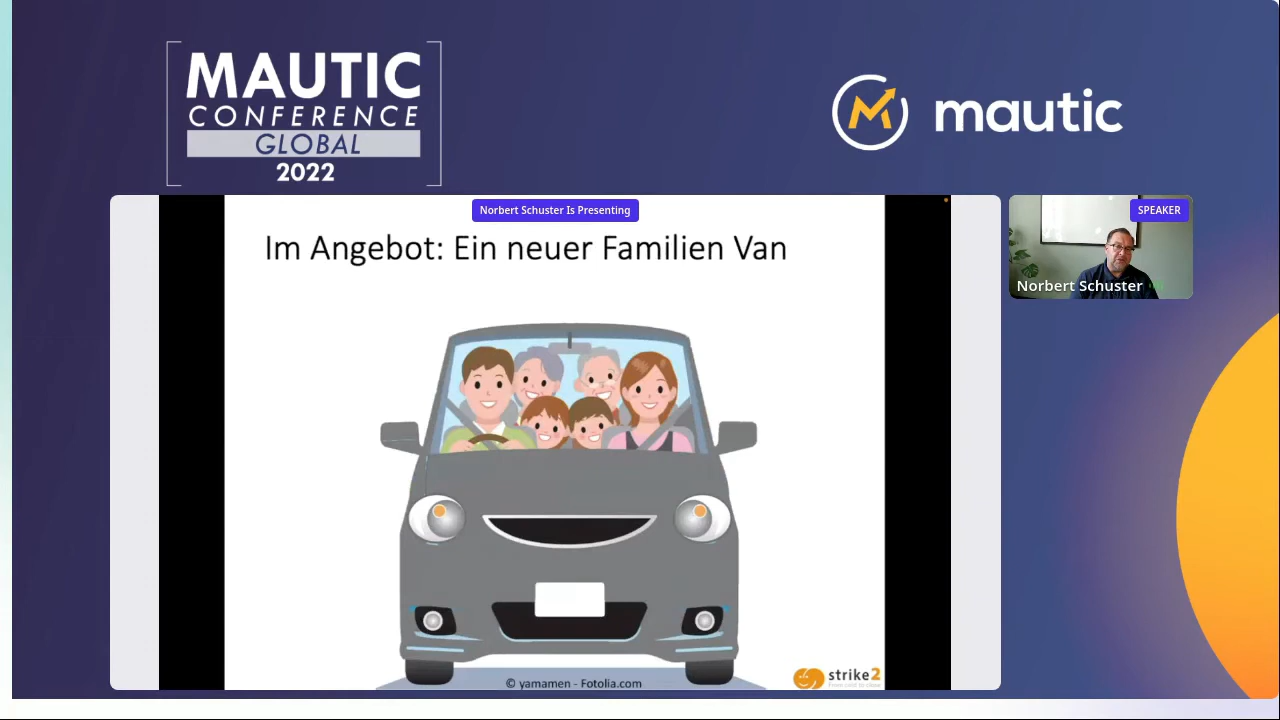 MAUTIC
CONFERENCE
GLOBAL
2022
mautic
Norbert Schuster Is Presenting
SPEAKER
Norbert Schuster
Im Angebot: Ein neuer Familien Van
© yamamen - Fotolia.com
strike2